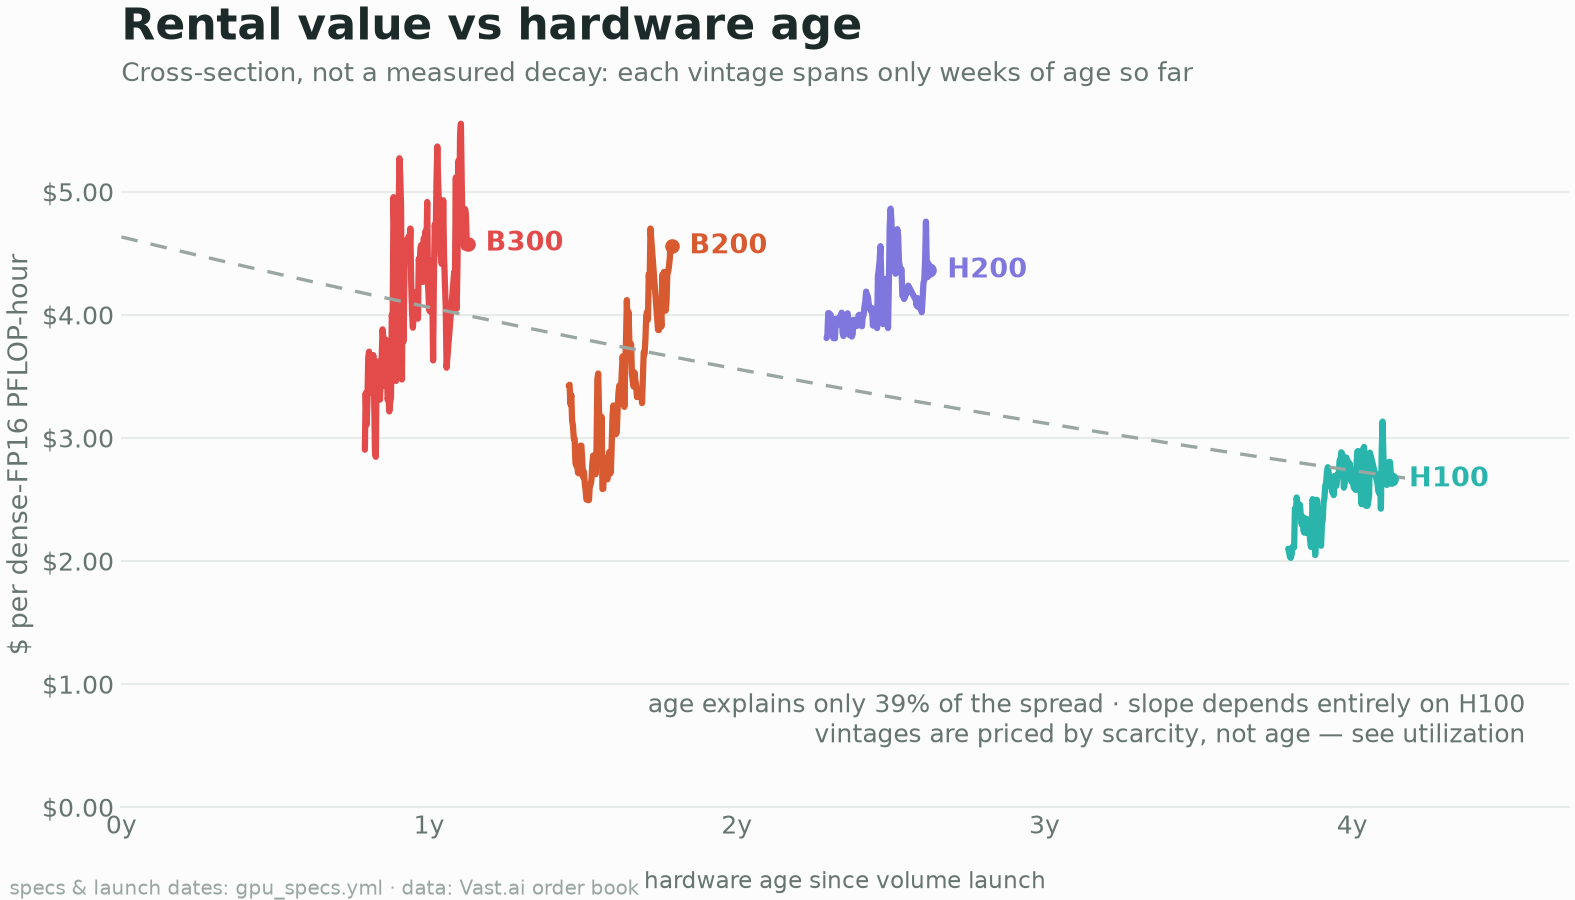 Rental value vs hardware age
Cross-section, not a measured decay: each vintage spans only weeks of age so far
$ per dense-FP16 PFLOP-hour
$5.00
$4.00
$3.00
$2.00
$1.00
$0.00
B300
B200
H200
H100
age explains only 39% of the spread · slope depends entirely on H100
vintages are priced by scarcity, not age — see utilization
0y
1y
2y
3y
4y
hardware age since volume launch
specs & launch dates: gpu_specs.yml · data: Vast.ai order book